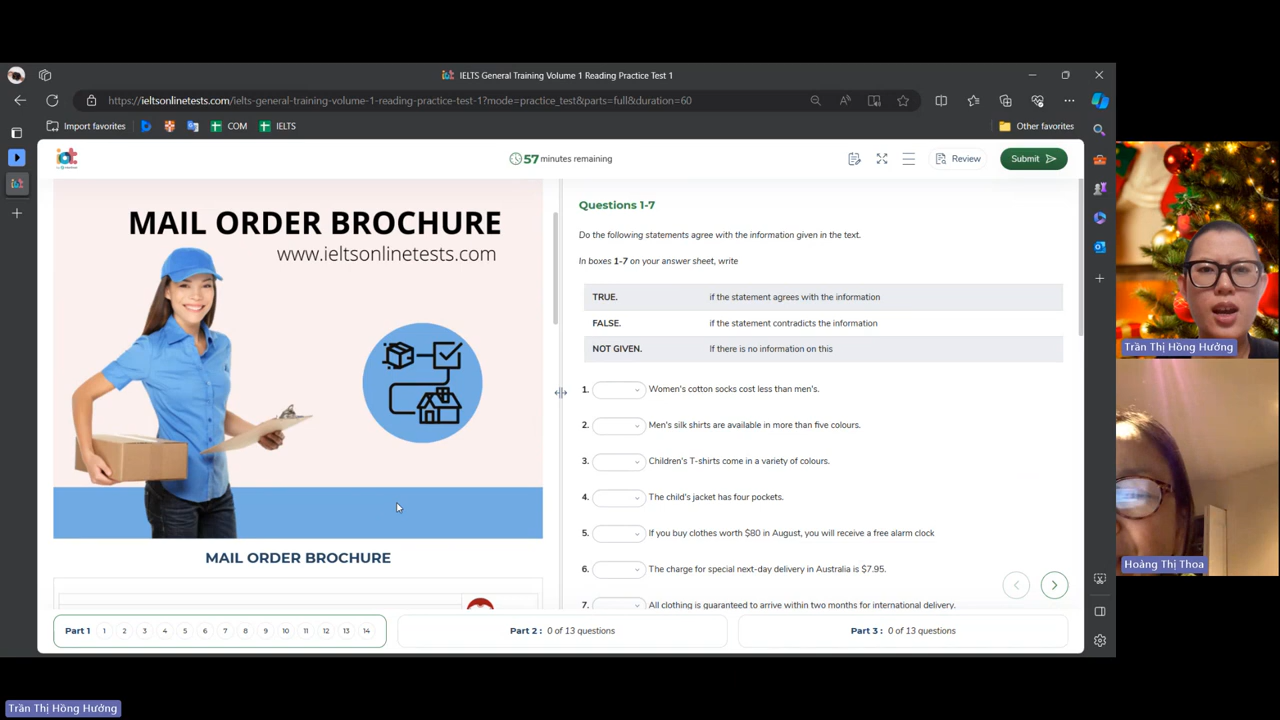 IELTS General Training Volume 1 Reading Practice Test 1
https://ieltsonlinetests.com/ielts-general-training-volume-1-reading-practice-test-1?mode=practice_test&parts=full&duration=60
Import favorites
COM
IELTS
Other favorites
iot
57 minutes remaining
Review
Submit
MAIL ORDER BROCHURE
www.ieltsonlinetests.com
MAIL ORDER BROCHURE
Questions 1-7
Do the following statements agree with the information given in the text.
In boxes 1-7 on your answer sheet, write
TRUE. if the statement agrees with the information
FALSE. if the statement contradicts the information
NOT GIVEN. If there is no information on this
1. Women's cotton socks cost less than men's.
2. Men's silk shirts are available in more than five colours.
3. Children's T-shirts come in a variety of colours.
4. The child's jacket has four pockets.
5. If you buy clothes worth $80 in August, you will receive a free alarm clock
6. The charge for special next-day delivery in Australia is $7.95.
7. All clothing is guaranteed to arrive within two months for international delivery.
Part 1 1 2 3 4 5 6 7 8 9 10 11 12 13 14
Part 2 : 0 of 13 questions
Part 3 : 0 of 13 questions
Trần Thị Hồng Hưởng
Hoàng Thị Thoa
Trần Thị Hồng Hưởng